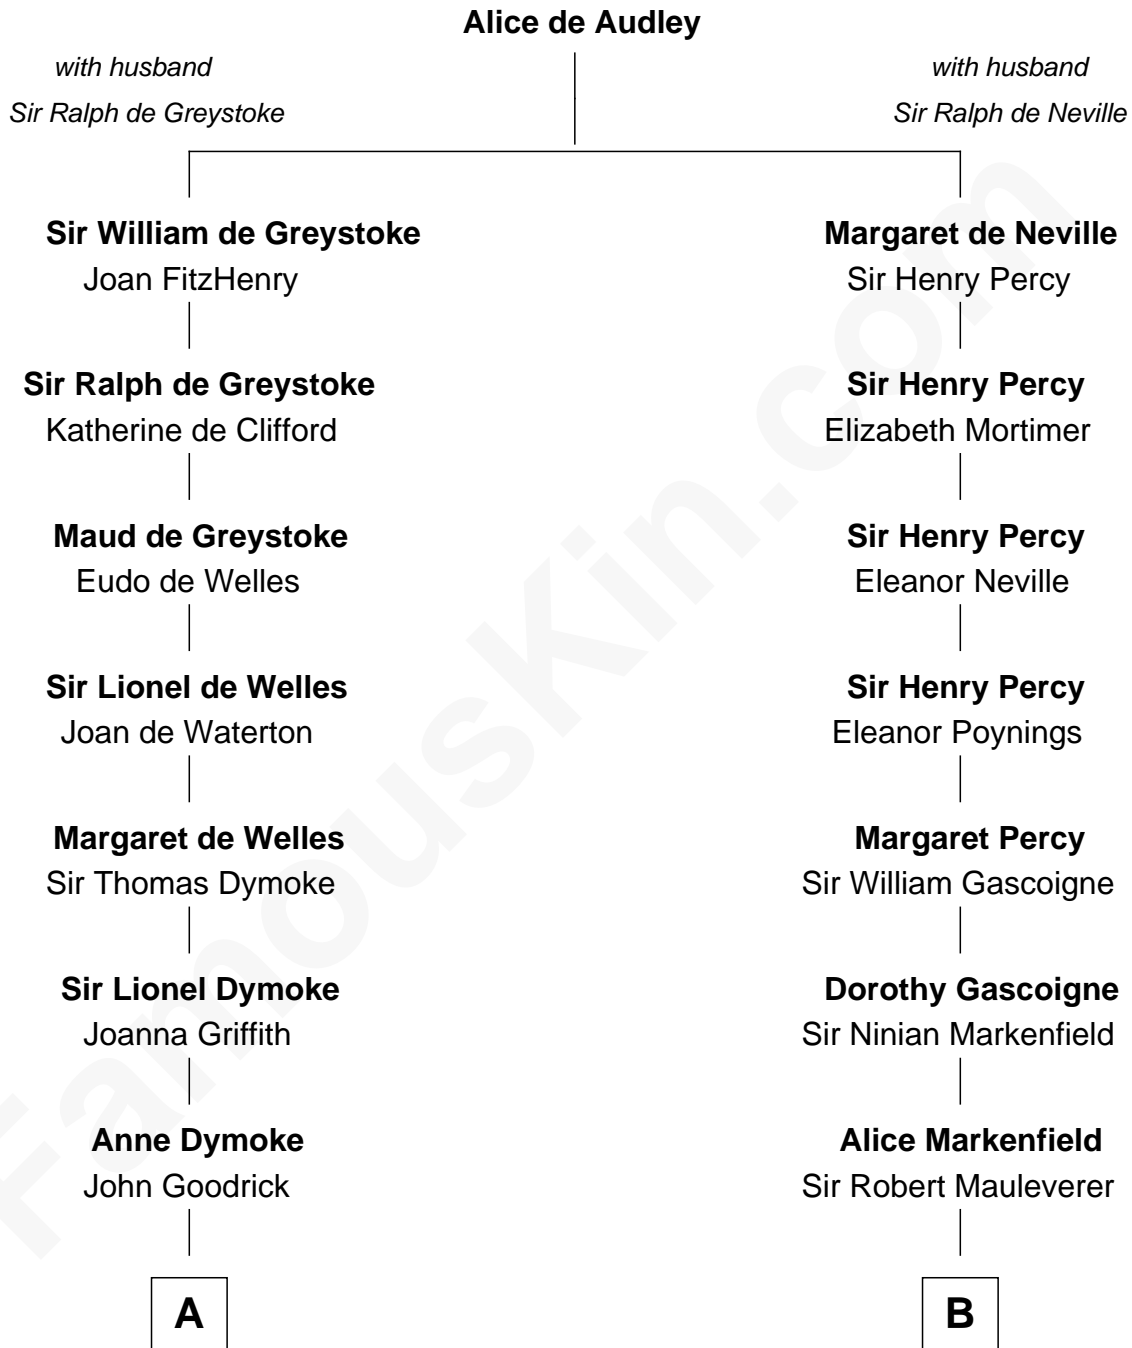 Alice de Audley
with husband
Sir Ralph de Greystoke
with husband
Sir Ralph de Neville
Sir William de Greystoke
Joan FitzHenry
Margaret de Neville
Sir Henry Percy
Sir Ralph de Greystoke
Katherine de Clifford
Sir Henry Percy
Elizabeth Mortimer
Maud de Greystoke
Eudo de Welles
Sir Henry Percy
Eleanor Neville
Sir Lionel de Welles
Joan de Waterton
Sir Henry Percy
Eleanor Poynings
Margaret de Welles
Sir Thomas Dymoke
Margaret Percy
Sir William Gascoigne
Sir Lionel Dymoke
Joanna Griffith
Dorothy Gascoigne
Sir Ninian Markenfield
Anne Dymoke
John Goodrick
Alice Markenfield
Sir Robert Mauleverer
A
B
FamousKin.com